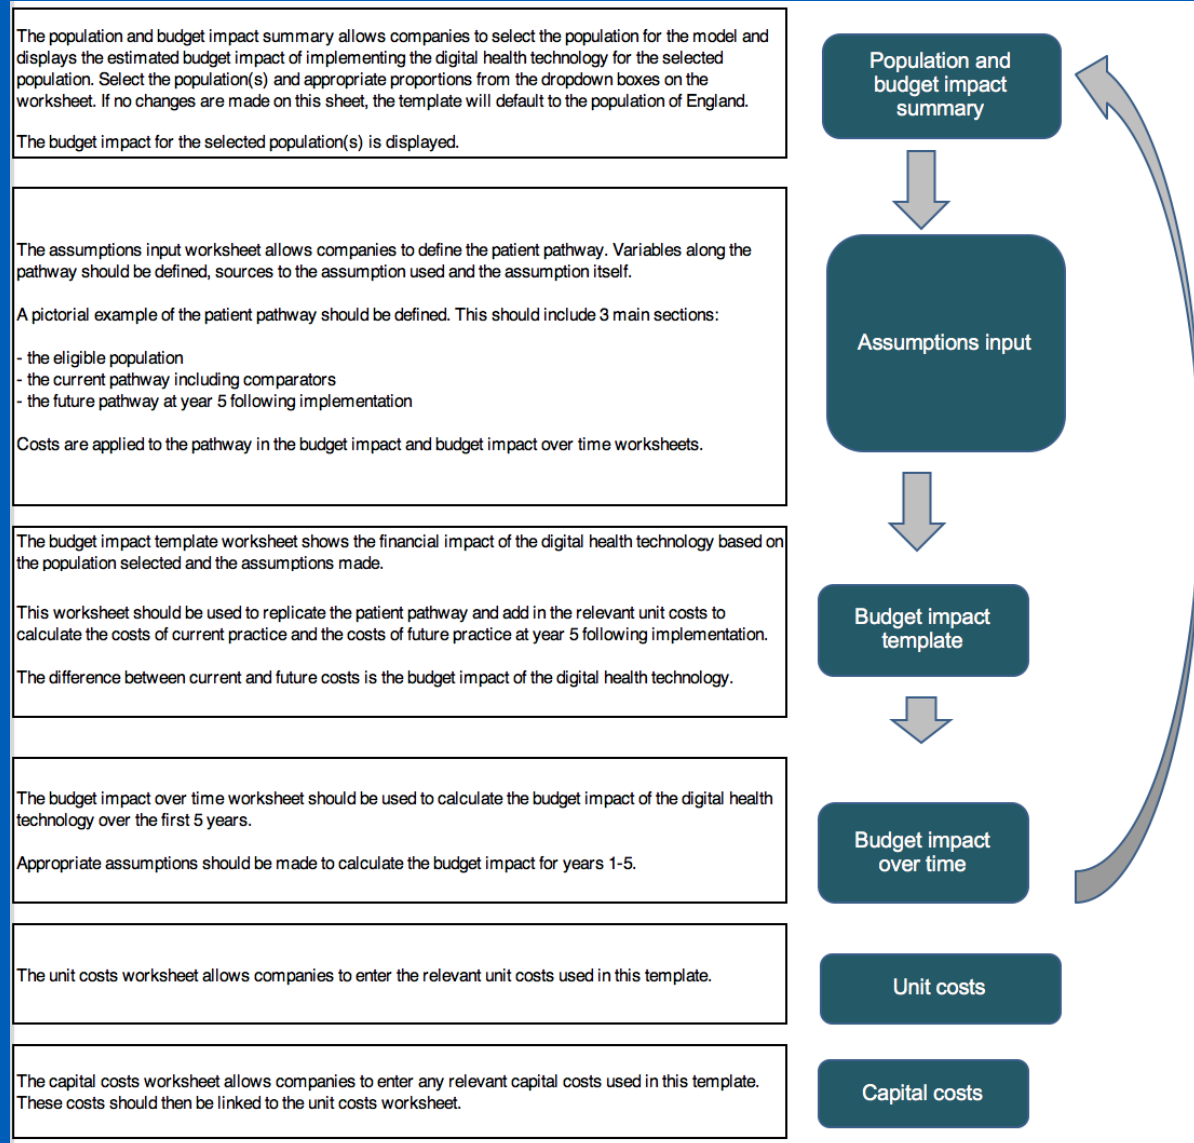 The population and budget impact summary allows companies to select the population for the model and
displays the estimated budget impact of implementing the digital health technology for the selected
population. Select the population(s) and appropriate proportions from the dropdown boxes on the
worksheet. If no changes are made on this sheet, the template will default to the population of England.
The budget impact for the selected population(s) is displayed.
Population and
budget impact
summary
The assumptions input worksheet allows companies to define the patient pathway. Variables along the
pathway should be defined, sources to the assumption used and the assumption itself.
A pictorial example of the patient pathway should be defined. This should include 3 main sections:
- the eligible population
- the current pathway including comparators
- the future pathway at year 5 following implementation
Costs are applied to the pathway in the budget impact and budget impact over time worksheets.
Assumptions input
The budget impact template worksheet shows the financial impact of the digital health technology based on
the population selected and the assumptions made.
This worksheet should be used to replicate the patient pathway and add in the relevant unit costs to
calculate the costs of current practice and the costs of future practice at year 5 following implementation.
The difference between current and future costs is the budget impact of the digital health technology.
Budget impact
template
The budget impact over time worksheet should be used to calculate the budget impact of the digital health
technology over the first 5 years.
Appropriate assumptions should be made to calculate the budget impact for years 1-5.
Budget impact
over time
The unit costs worksheet allows companies to enter the relevant unit costs used in this template.
Unit costs
The capital costs worksheet allows companies to enter any relevant capital costs used in this template.
These costs should then be linked to the unit costs worksheet.
Capital costs